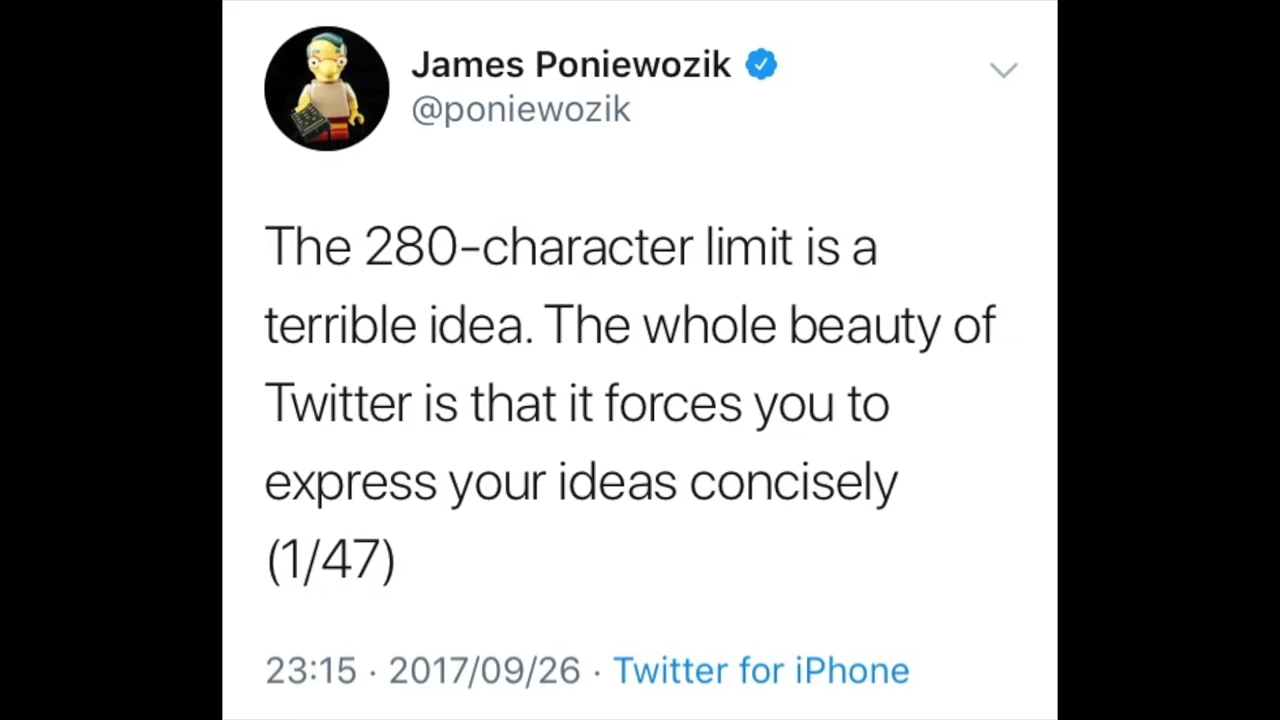 James Poniewozik
@poniewozik
The 280-character limit is a
terrible idea. The whole beauty of
Twitter is that it forces you to
express your ideas concisely
(1/47)
23:15 · 2017/09/26 · Twitter for iPhone